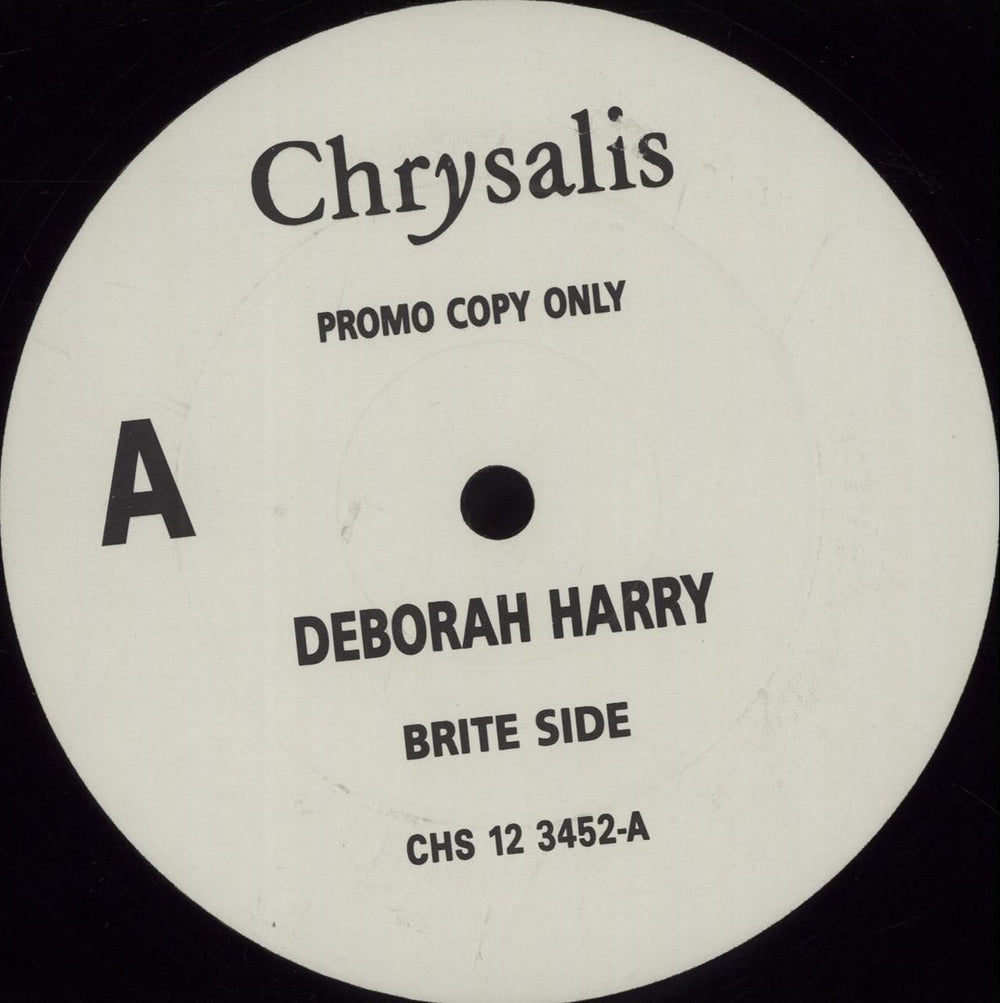 Chrysalis
PROMO COPY ONLY
A
DEBORAH HARRY
BRITE SIDE
CHS 12 3452-A